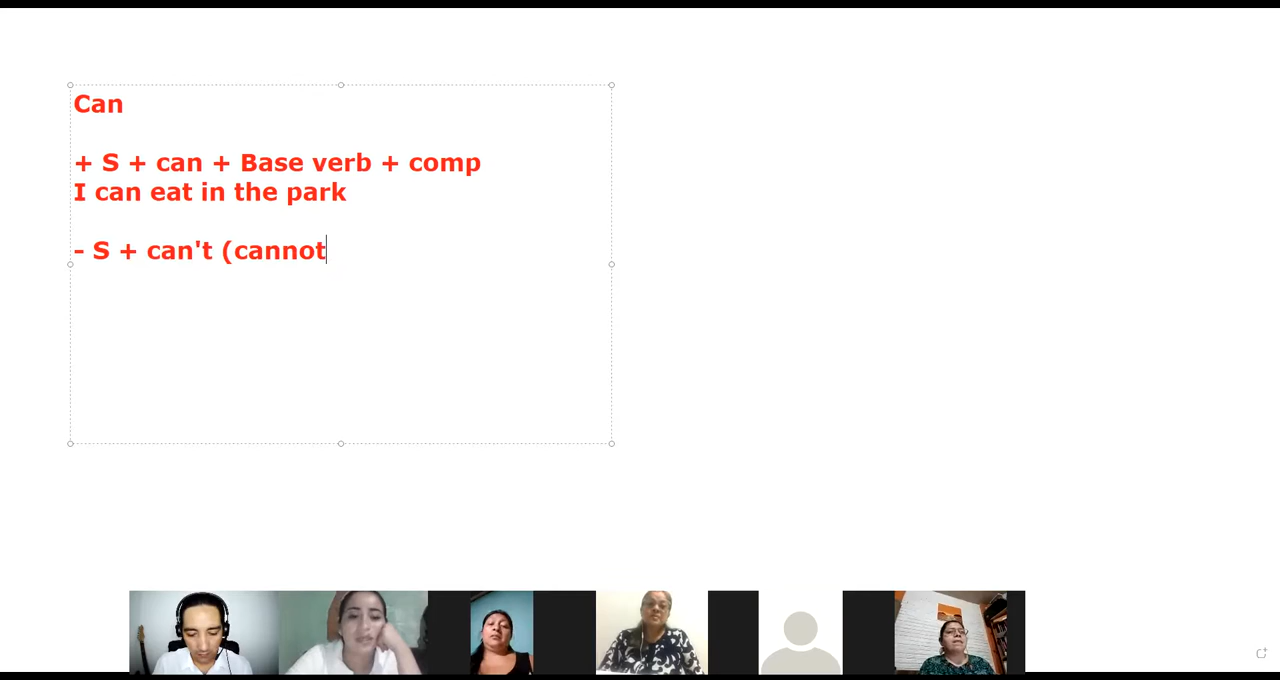 Can
+ S + can + Base verb + comp
I can eat in the park
- S + can't (cannot